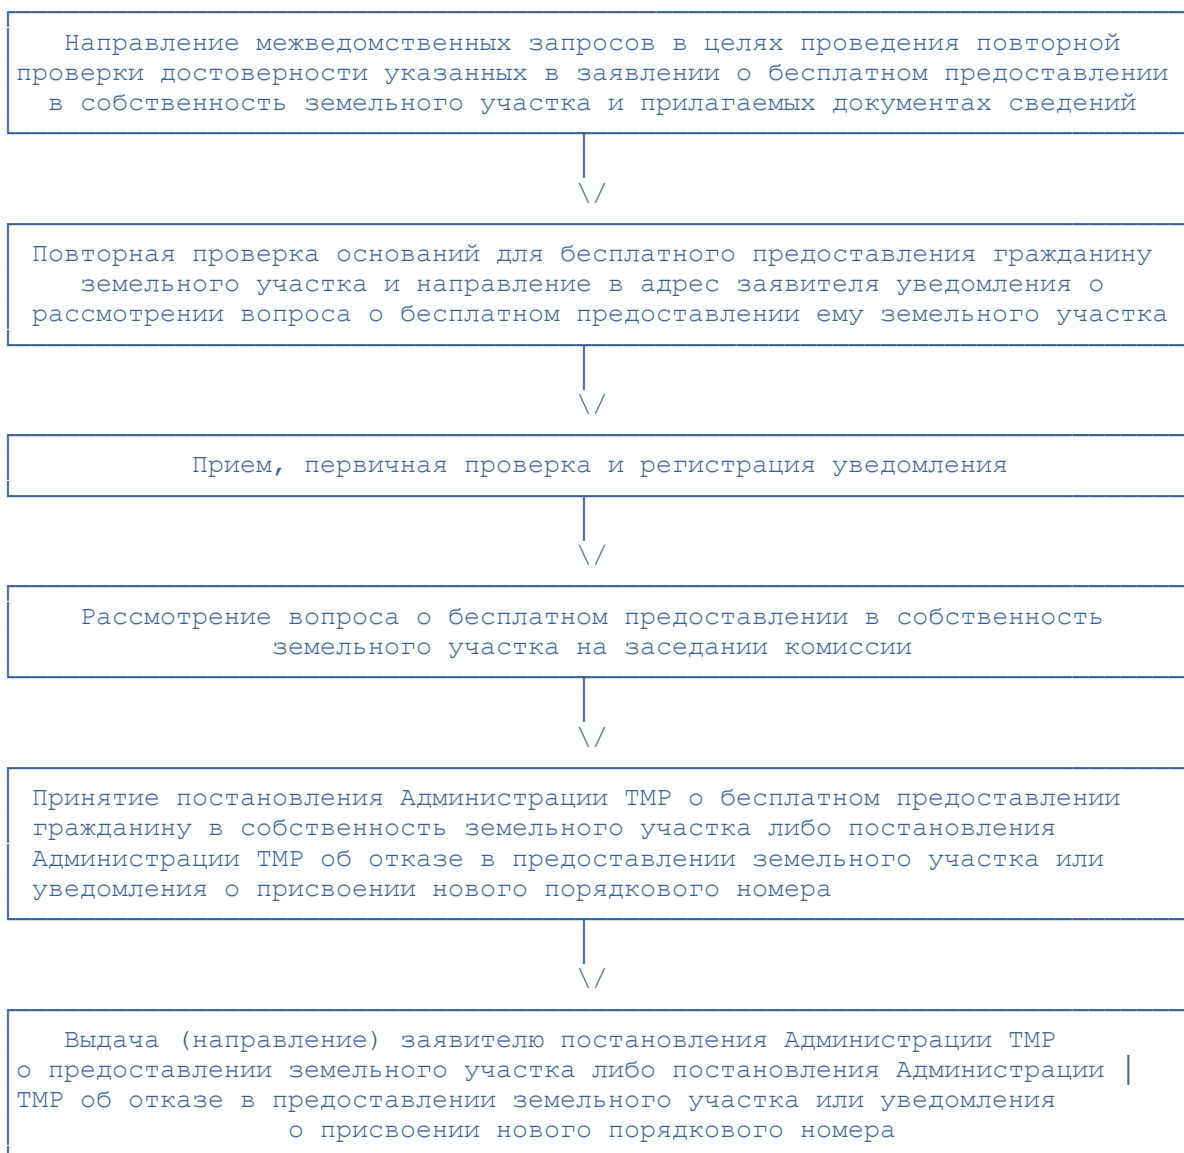 Направление межведомственных запросов в целях проведения повторной
проверки достоверности указанных в заявлении о бесплатном предоставлении
в собственность земельного участка и прилагаемых документах сведений
\/
Повторная проверка оснований для бесплатного предоставления гражданину
земельного участка и направление в адрес заявителя уведомления о
рассмотрении вопроса о бесплатном предоставлении ему земельного участка
\/
Прием, первичная проверка и регистрация уведомления
\/
Рассмотрение вопроса о бесплатном предоставлении в собственность
земельного участка на заседании комиссии
\/
Принятие постановления Администрации ТМР о бесплатном предоставлении
гражданину в собственность земельного участка либо постановления
Администрации ТМР об отказе в предоставлении земельного участка или
уведомления о присвоении нового порядкового номера
\/
Выдача (направление) заявителю постановления Администрации ТМР
о предоставлении земельного участка либо постановления Администрации │
ТМР об отказе в предоставлении земельного участка или уведомления
о присвоении нового порядкового номера